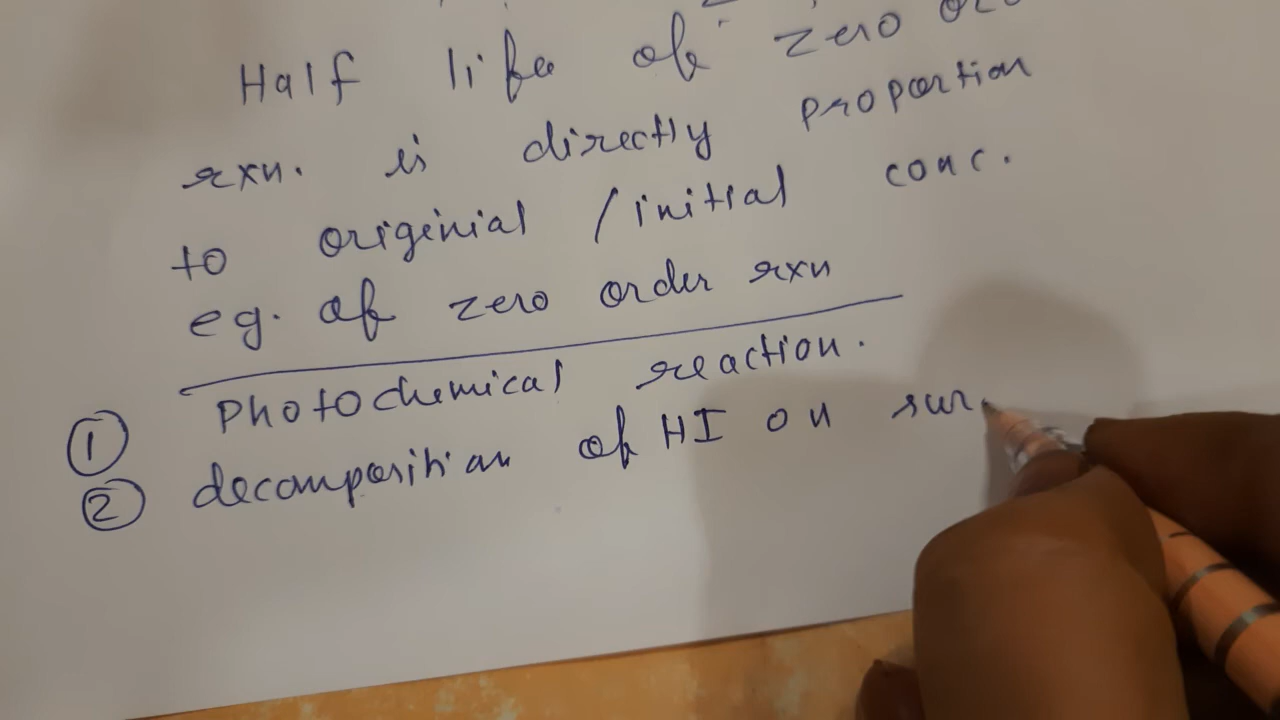 Half life of zero
rxn. is directly proportion
to origenial / initial conc.
eg. of zero order rxn
① Photochemical reaction.
② decomposition of HI on sur